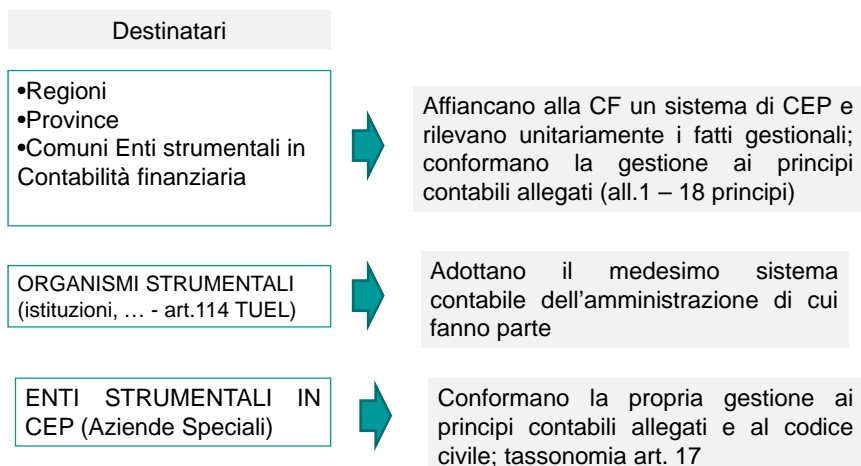 Destinatari
•Regioni
•Province
•Comuni Enti strumentali in
Contabilità finanziaria
Affiancano alla CF un sistema di CEP e
rilevano unitariamente i fatti gestionali;
conformano la gestione ai principi
contabili allegati (all.1 – 18 principi)
ORGANISMI STRUMENTALI
(istituzioni, … - art.114 TUEL)
Adottano il medesimo sistema
contabile dell’amministrazione di cui
fanno parte
ENTI STRUMENTALI IN
CEP (Aziende Speciali)
Conformano la propria gestione ai
principi contabili allegati e al codice
civile; tassonomia art. 17